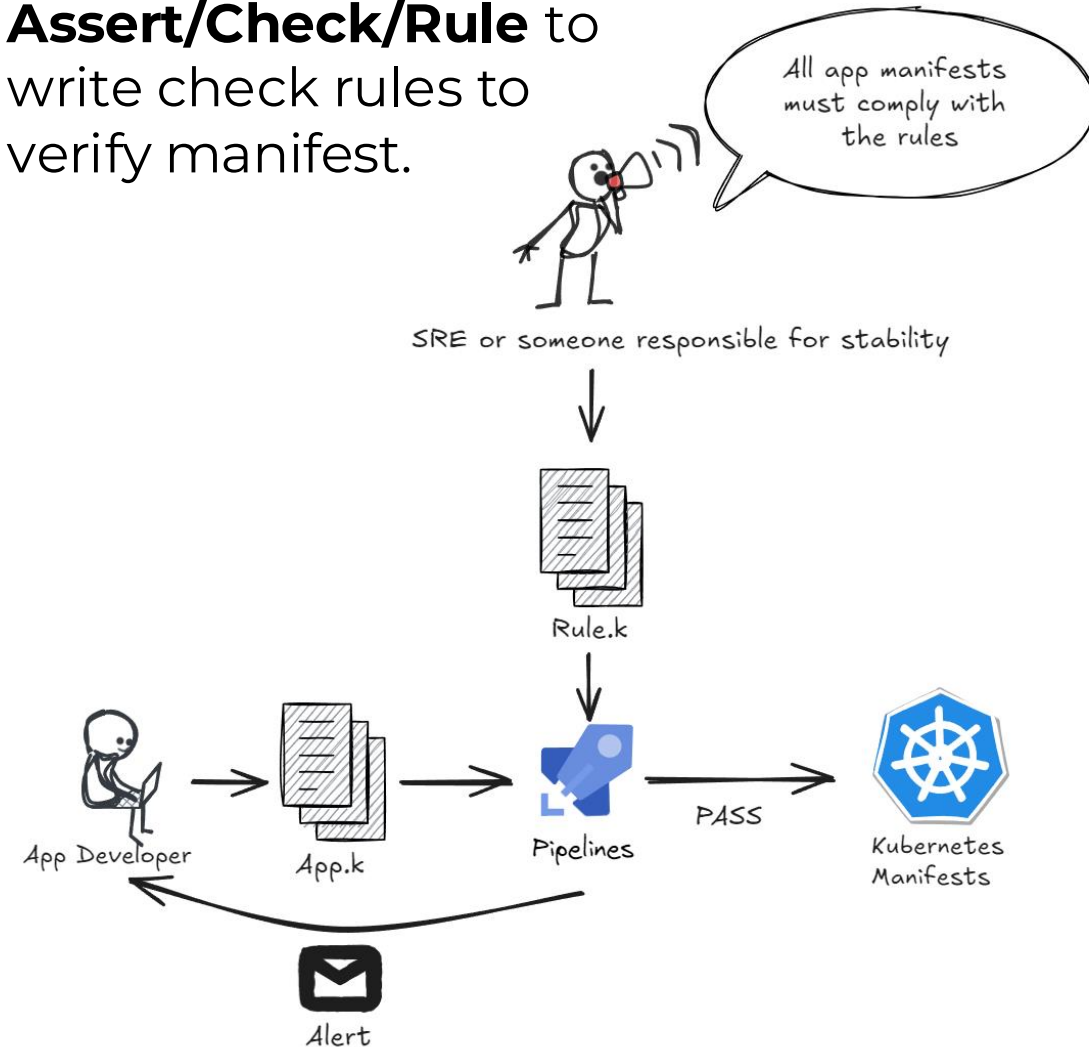 Assert/Check/Rule to
write check rules to
verify manifest.
All app manifests
must comply with
the rules
SRE or someone responsible for stability
Rule.k
App Developer
App.k
Pipelines
PASS
Kubernetes
Manifests
Alert